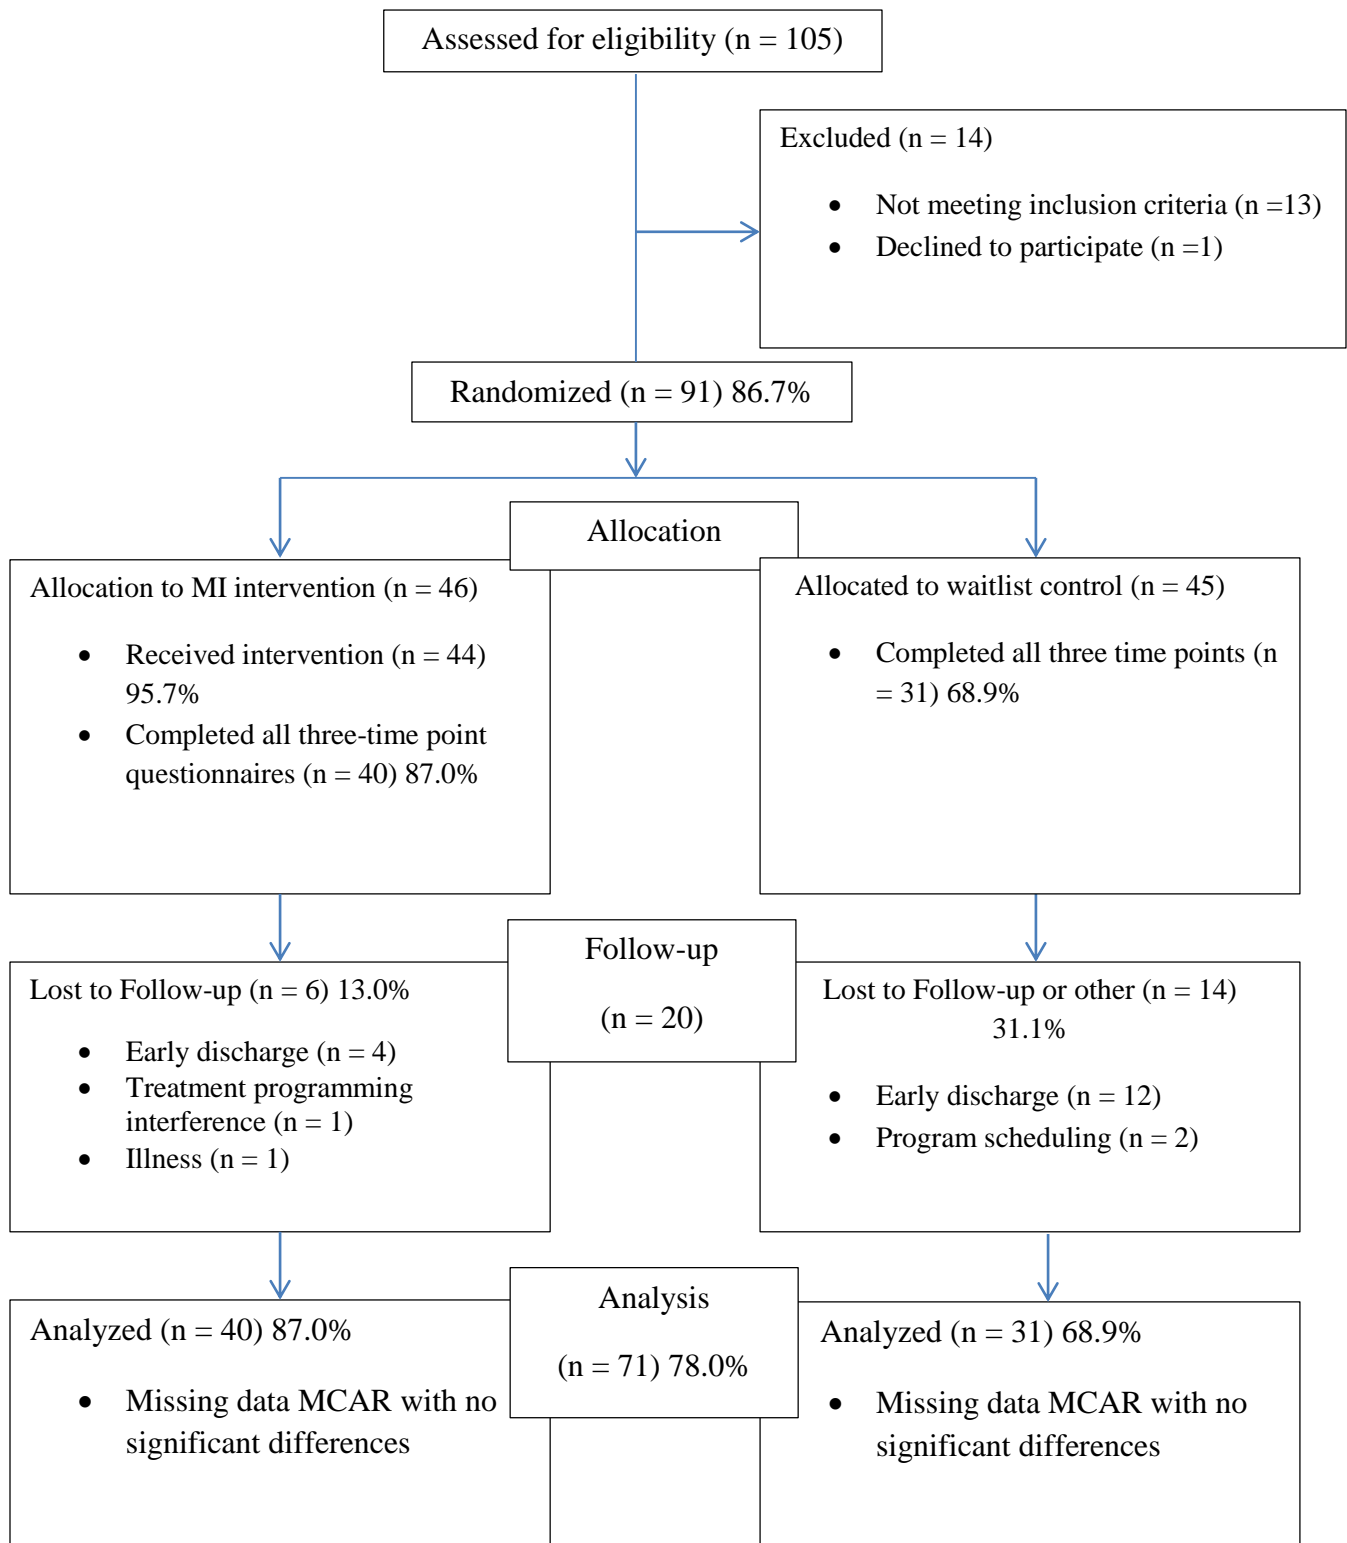 Assessed for eligibility (n = 105)
Excluded (n = 14)
• Not meeting inclusion criteria (n =13)
• Declined to participate (n =1)
Randomized (n = 91) 86.7%
Allocation
Allocation to MI intervention (n = 46)
• Received intervention (n = 44)
95.7%
• Completed all three-time point
questionnaires (n = 40) 87.0%
Allocated to waitlist control (n = 45)
• Completed all three time points (n
= 31) 68.9%
Follow-up
(n = 20)
Lost to Follow-up (n = 6) 13.0%
• Early discharge (n = 4)
• Treatment programming
interference (n = 1)
• Illness (n = 1)
Lost to Follow-up or other (n = 14)
31.1%
• Early discharge (n = 12)
• Program scheduling (n = 2)
Analysis
(n = 71) 78.0%
Analyzed (n = 40) 87.0%
• Missing data MCAR with no
significant differences
Analyzed (n = 31) 68.9%
• Missing data MCAR with no
significant differences